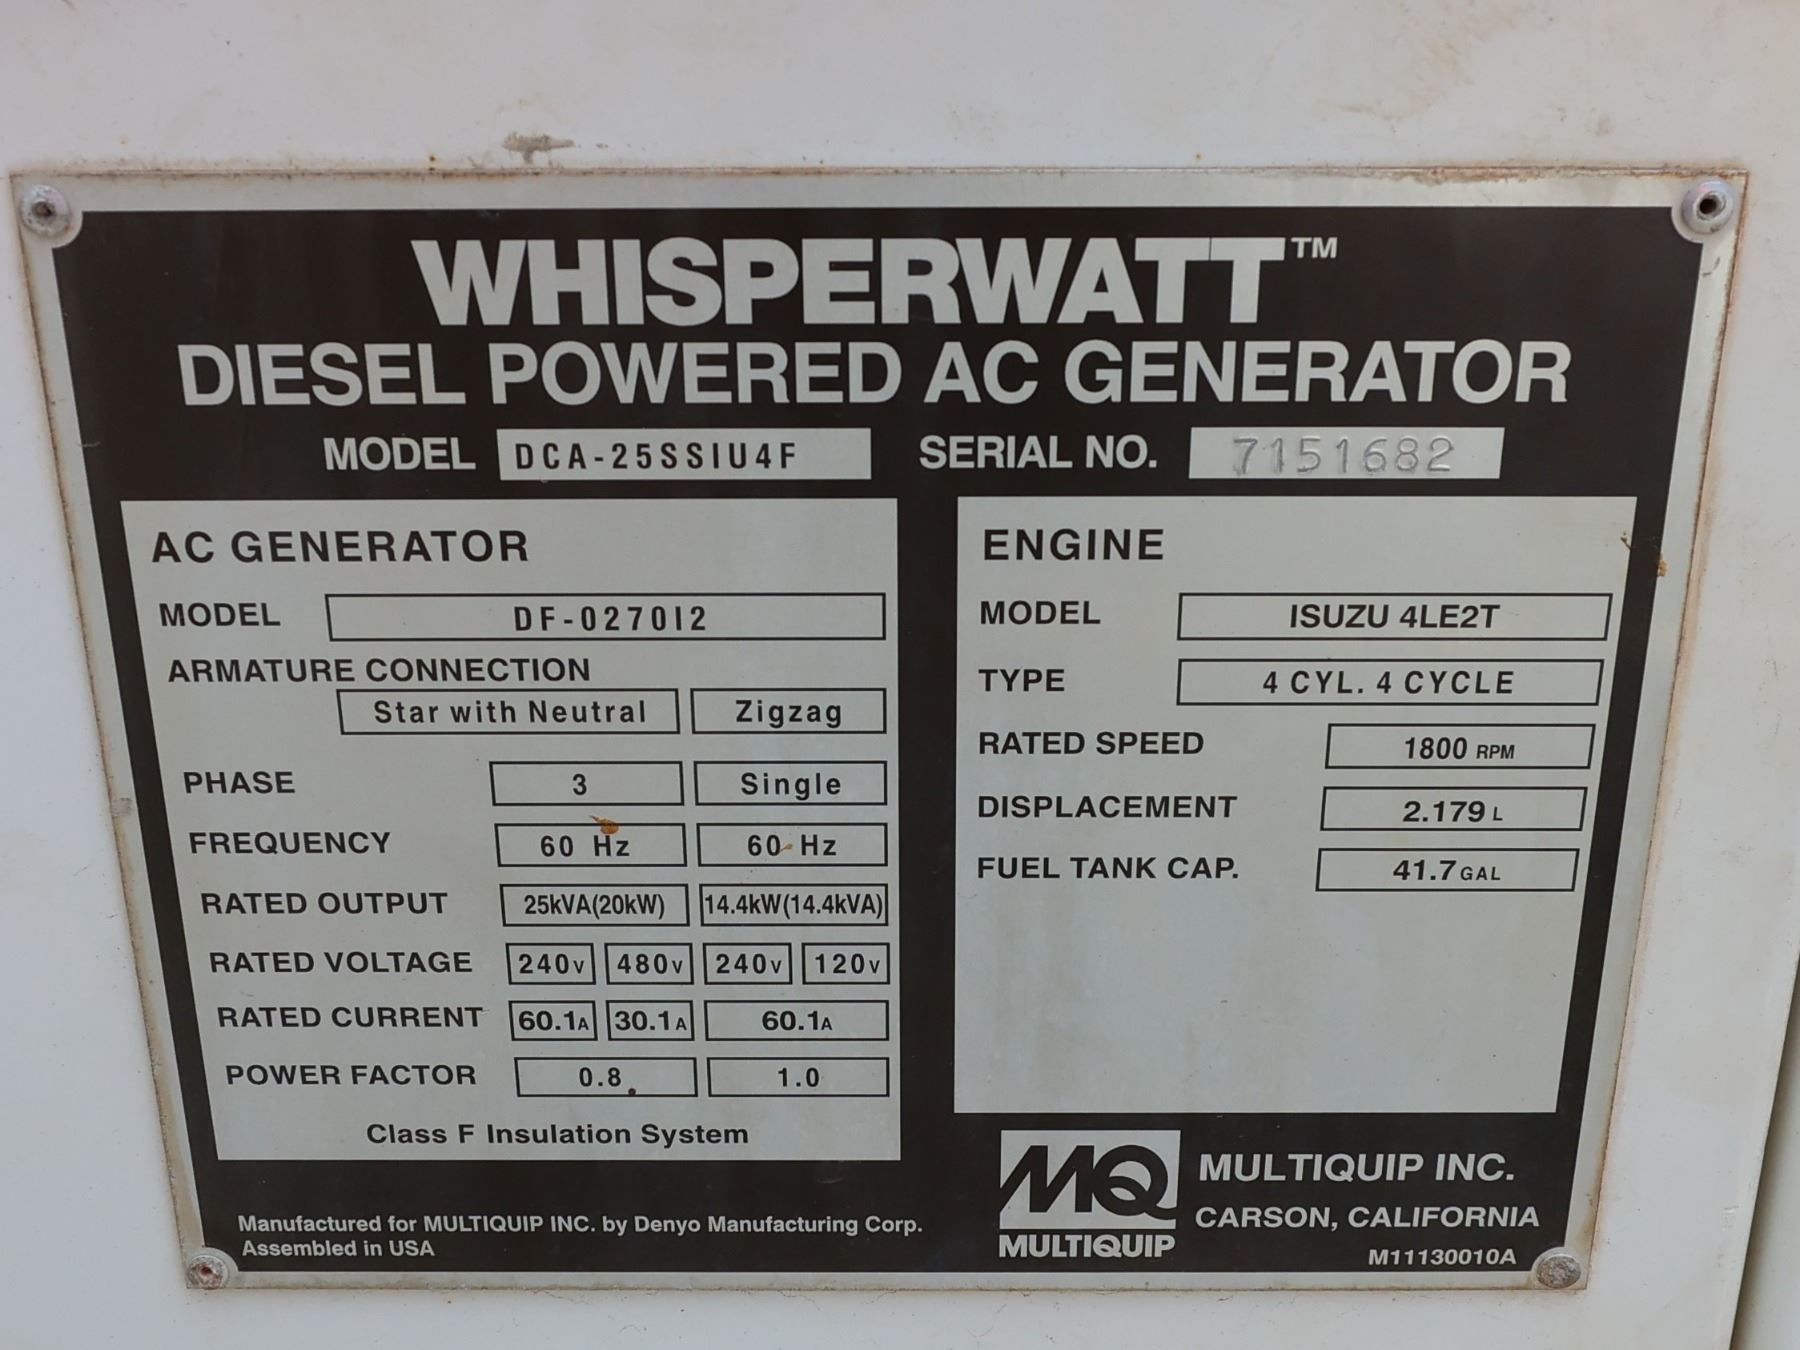 WHISPERWATT™
DIESEL POWERED AC GENERATOR
MODEL DCA-25SSIU4F SERIAL NO. 7151682
AC GENERATOR
MODEL DF-0270I2
ARMATURE CONNECTION
Star with Neutral Zigzag
PHASE 3 Single
FREQUENCY 60 Hz 60 Hz
RATED OUTPUT 25kVA(20kW) 14.4kW(14.4kVA)
RATED VOLTAGE 240V 480V 240V 120V
RATED CURRENT 60.1A 30.1A 60.1A
POWER FACTOR 0.8 1.0
Class F Insulation System
ENGINE
MODEL ISUZU 4LE2T
TYPE 4 CYL. 4 CYCLE
RATED SPEED 1800 RPM
DISPLACEMENT 2.179 L
FUEL TANK CAP. 41.7 GAL
Manufactured for MULTIQUIP INC. by Denyo Manufacturing Corp.
Assembled in USA
MQ
MULTIQUIP
MULTIQUIP INC.
CARSON, CALIFORNIA
M11130010A